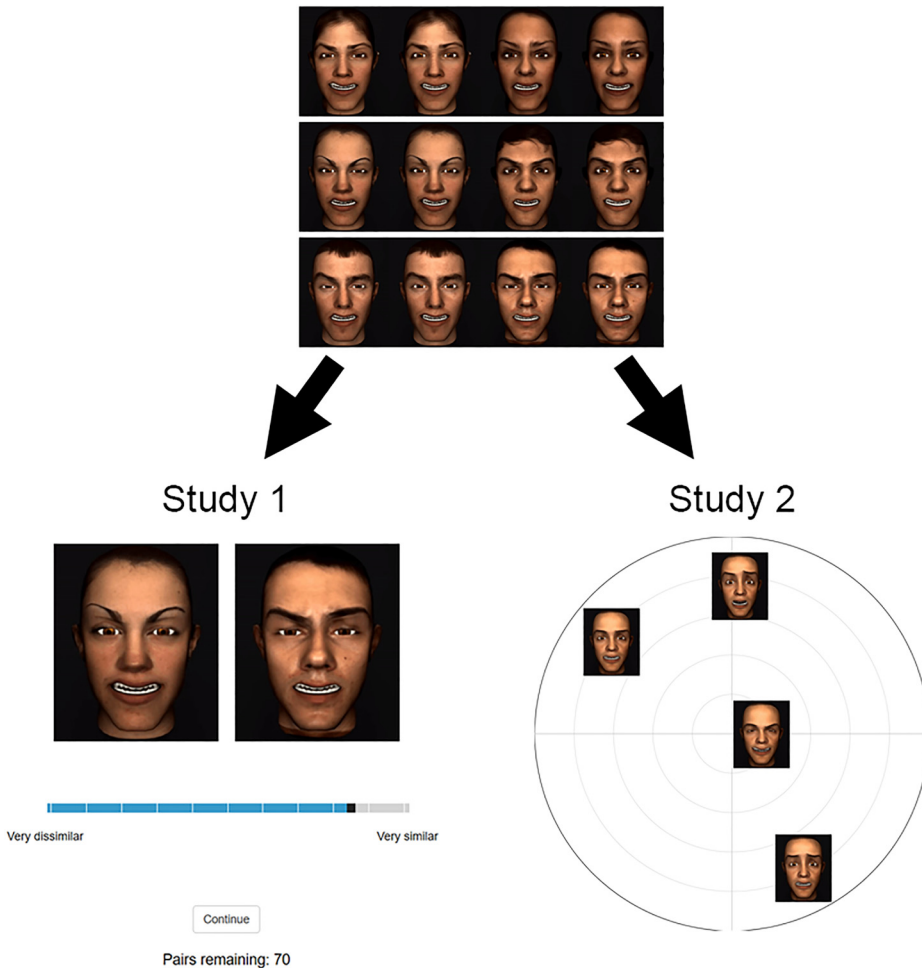 Study 1
Study 2
Very dissimilar
Very similar
Continue
Pairs remaining: 70